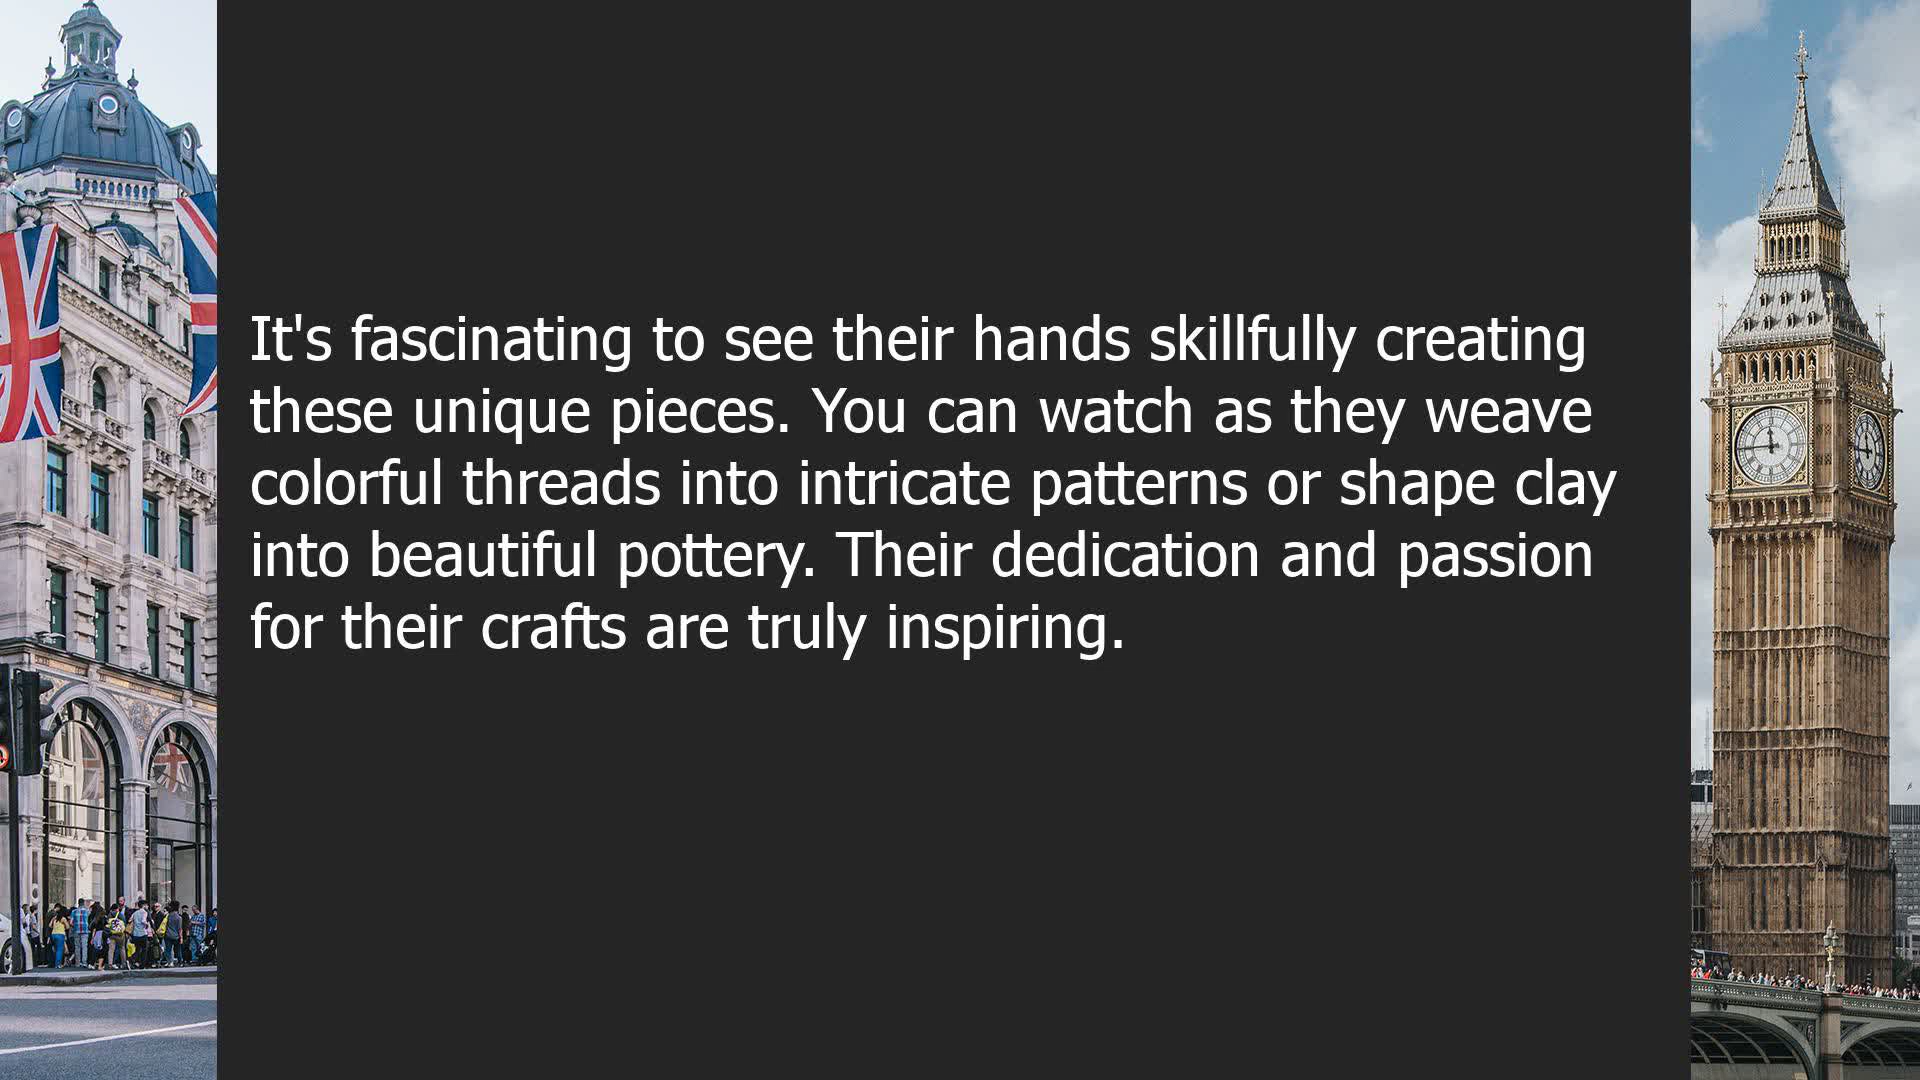 It's fascinating to see their hands skillfully creating
these unique pieces. You can watch as they weave
colorful threads into intricate patterns or shape clay
into beautiful pottery. Their dedication and passion
for their crafts are truly inspiring.